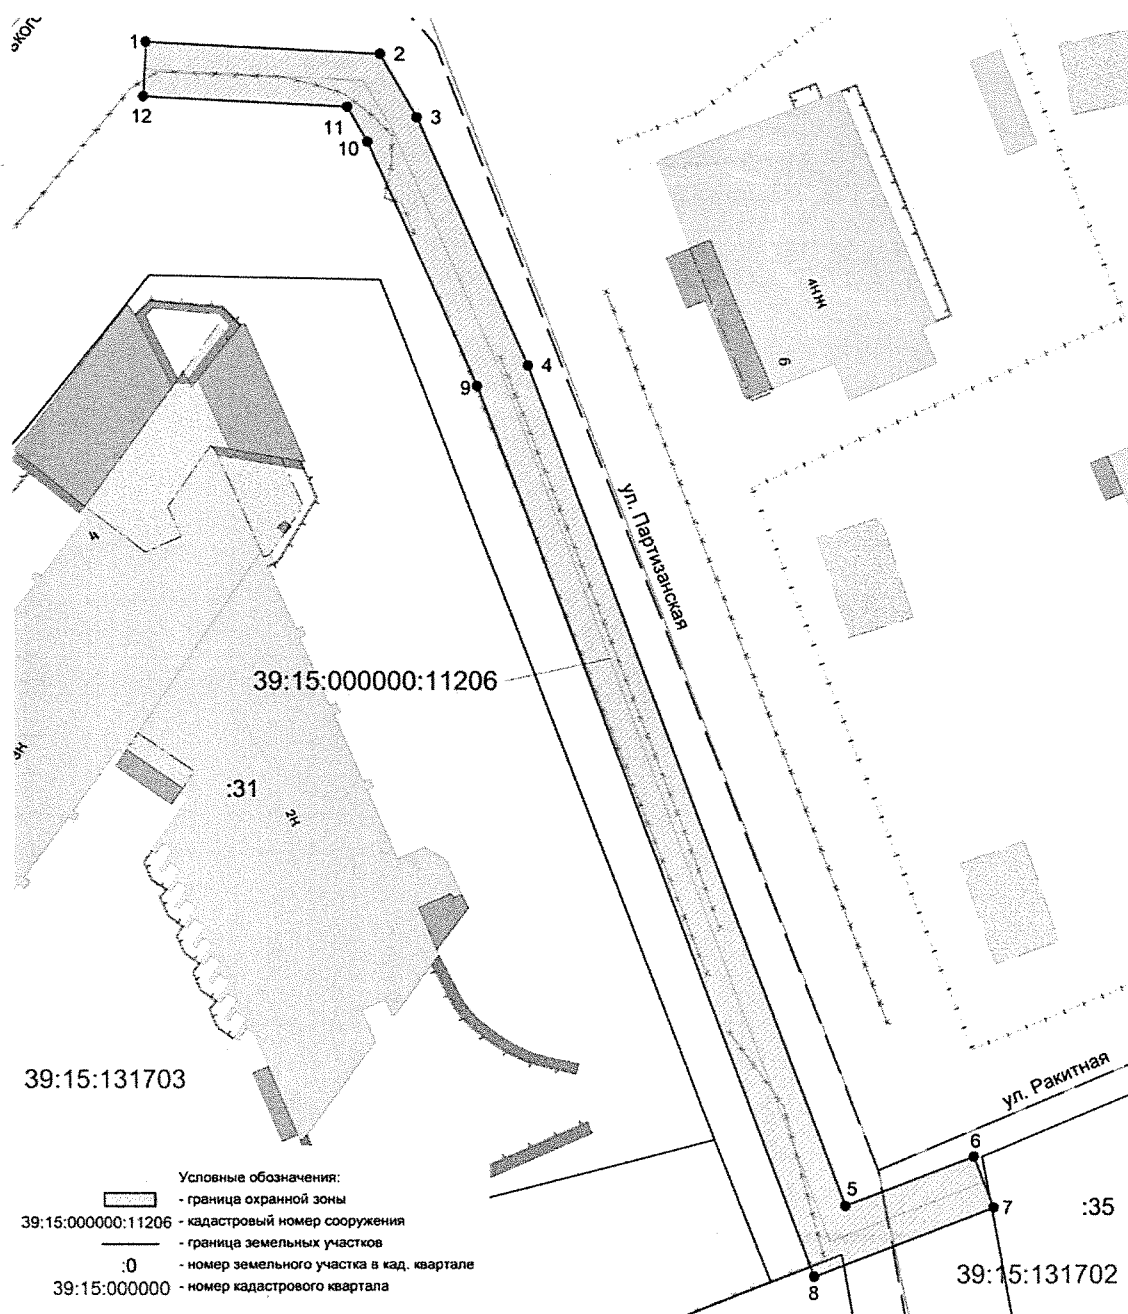 ского
1
2
3
12
11
10
4НЖ
6
4
9
ул. Партизанская
4
39:15:000000:11206
3Н
:31
2Н
39:15:131703
ул. Ракитная
6
5
7
:35
39:15:131702
8
Условные обозначения:
- граница охранной зоны
39:15:000000:11206 - кадастровый номер сооружения
- граница земельных участков
:0 - номер земельного участка в кад. квартале
39:15:000000 - номер кадастрового квартала